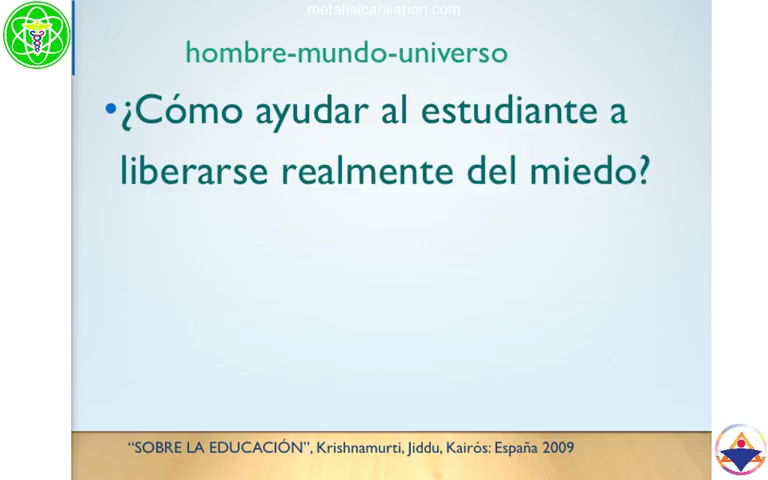 metafisicahilarion.com
hombre-mundo-universo
•¿Cómo ayudar al estudiante a
liberarse realmente del miedo?
“SOBRE LA EDUCACIÓN”, Krishnamurti, Jiddu, Kairós: España 2009